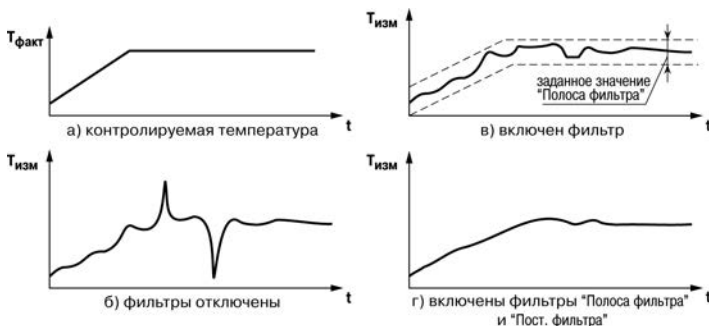 Tфакт
t
а) контролируемая температура
Tизм
заданное значение
"Полоса фильтра"
t
в) включен фильтр
Tизм
t
б) фильтры отключены
Tизм
t
г) включены фильтры "Полоса фильтра"
и "Пост. фильтра"